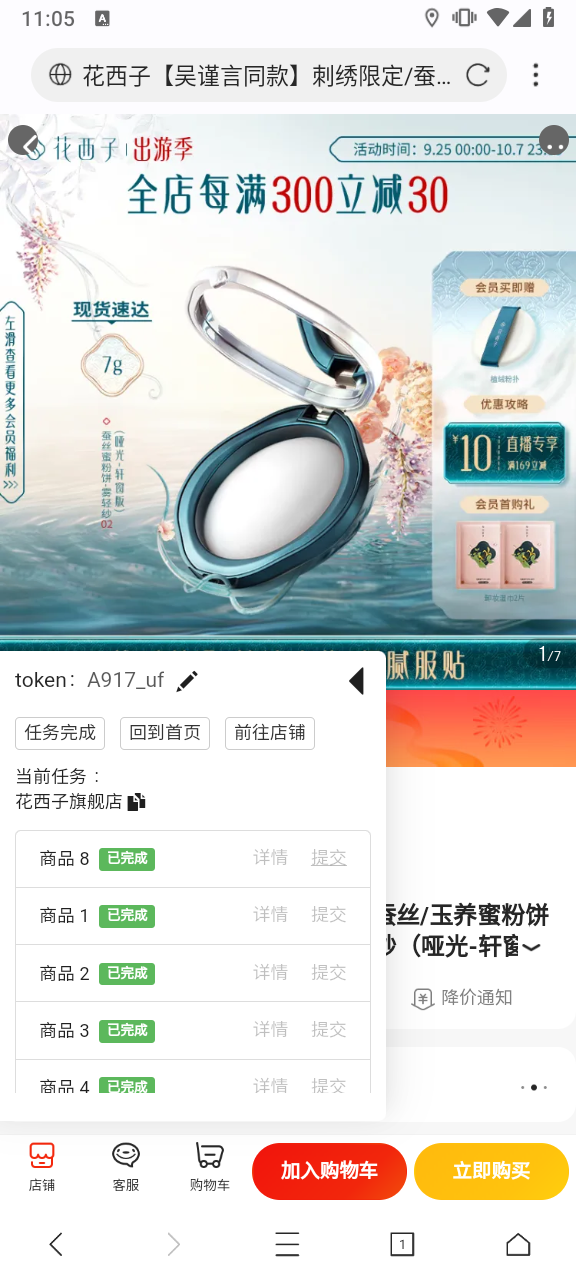 11:05
花西子【吴谨言同款】刺绣限定/蚕...
花西子 出游季
活动时间：9.25 00:00-10.7 23
全店每满300立减30
现货速达
7g
左滑查看更多会员福利>>>
(哑光-轩窗版)
蚕丝蜜粉饼-雾轻纱02
会员买即赠
植绒粉扑
优惠攻略
¥10 直播专享
满169立减
会员首购礼
卸妆湿巾2片
腻服贴
1/7
token： A917_uf
任务完成 回到首页 前往店铺
当前任务：
花西子旗舰店
商品 8 已完成 详情 提交
商品 1 已完成 详情 提交
商品 2 已完成 详情 提交
商品 3 已完成 详情 提交
商品 4 已完成 详情 提交
蚕丝/玉养蜜粉饼
纱（哑光-轩窗
降价通知
店铺 客服 购物车 加入购物车 立即购买
1